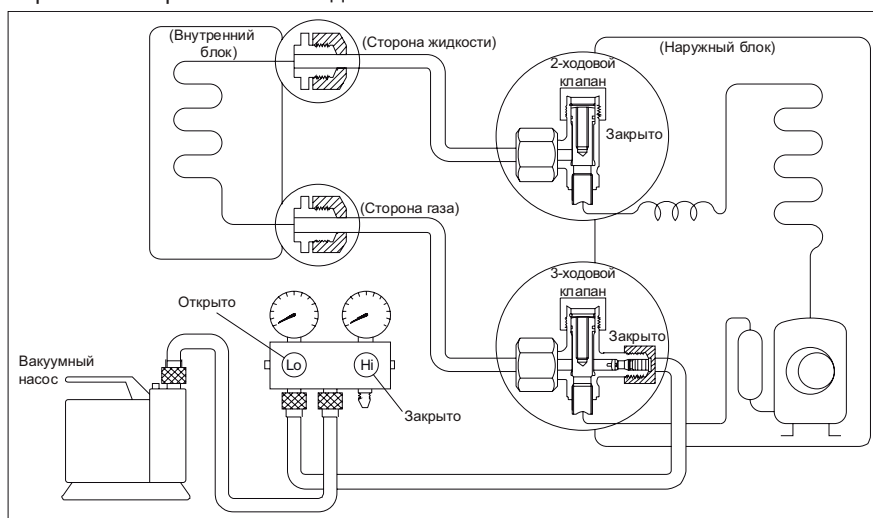 (Внутренний
блок)
(Сторона жидкости)
(Наружный блок)
2-ходовой
клапан
Закрыто
(Сторона газа)
3-ходовой
клапан
Закрыто
Открыто
Вакуумный
насос
Lo
Hi
Закрыто